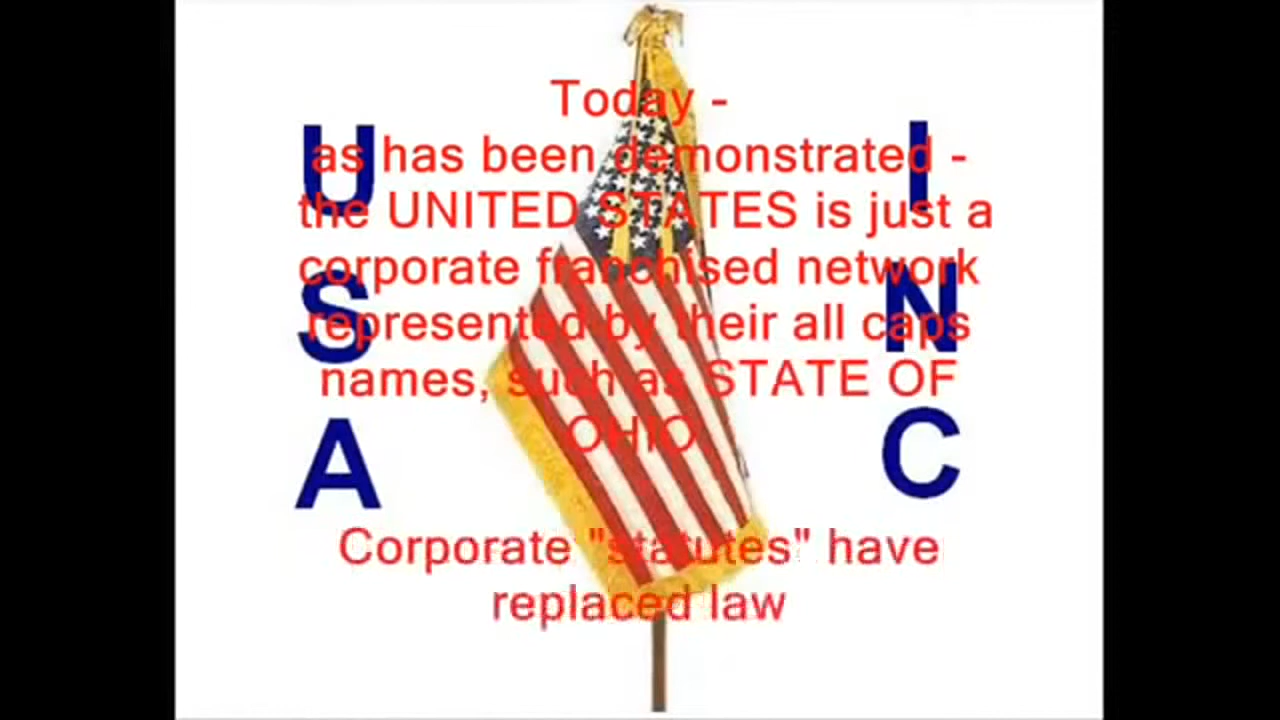 Today -
as has been demonstrated -
the UNITED STATES is just a
corporate franchised network
represented by their all caps
names, such as STATE OF
OHIO
Corporate "statutes" have
replaced law
U
S
A
I
N
C